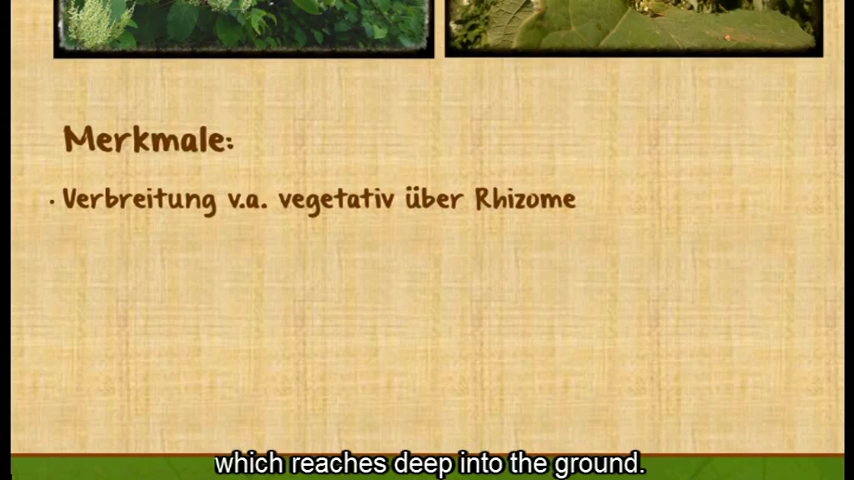 Merkmale:
· Verbreitung v.a. vegetativ über Rhizome
which reaches deep into the ground.